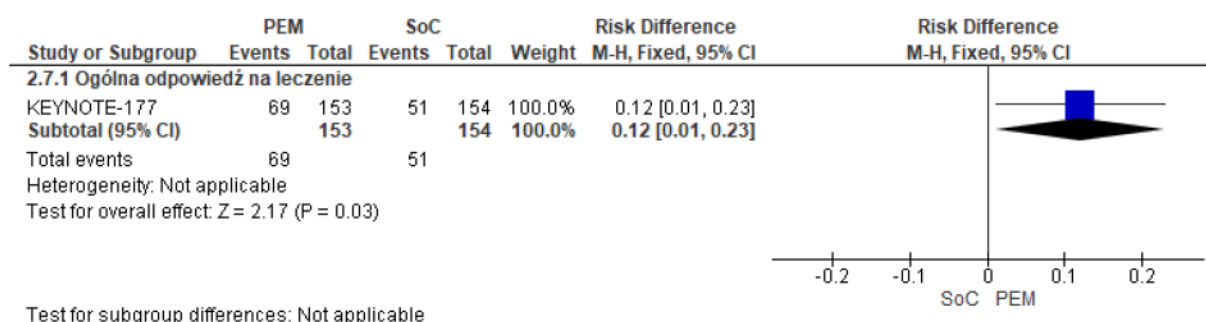 PEM SoC Risk Difference Risk Difference
Study or Subgroup Events Total Events Total Weight M-H, Fixed, 95% CI M-H, Fixed, 95% CI
2.7.1 Ogólna odpowiedź na leczenie
KEYNOTE-177 69 153 51 154 100.0% 0.12 [0.01, 0.23]
Subtotal (95% CI) 153 154 100.0% 0.12 [0.01, 0.23]
Total events 69 51
Heterogeneity: Not applicable
Test for overall effect: Z = 2.17 (P = 0.03)
-0.2 -0.1 0 0.1 0.2
SoC PEM
Test for subgroup differences: Not applicable